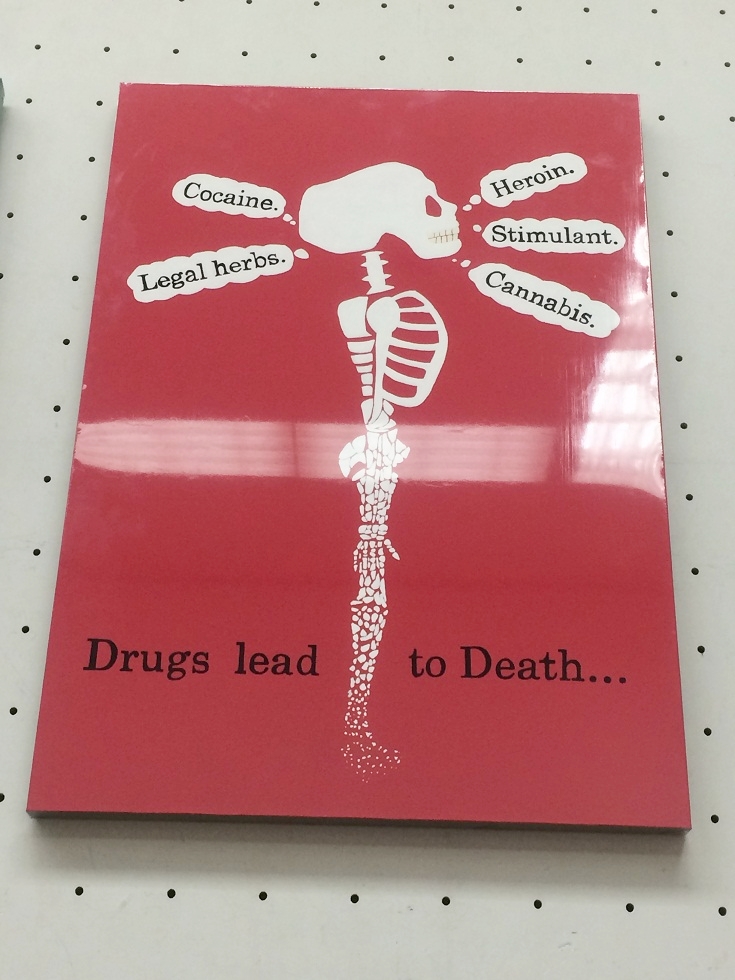 Cocaine.
Legal herbs.
Heroin.
Stimulant.
Cannabis.
Drugs lead to Death...